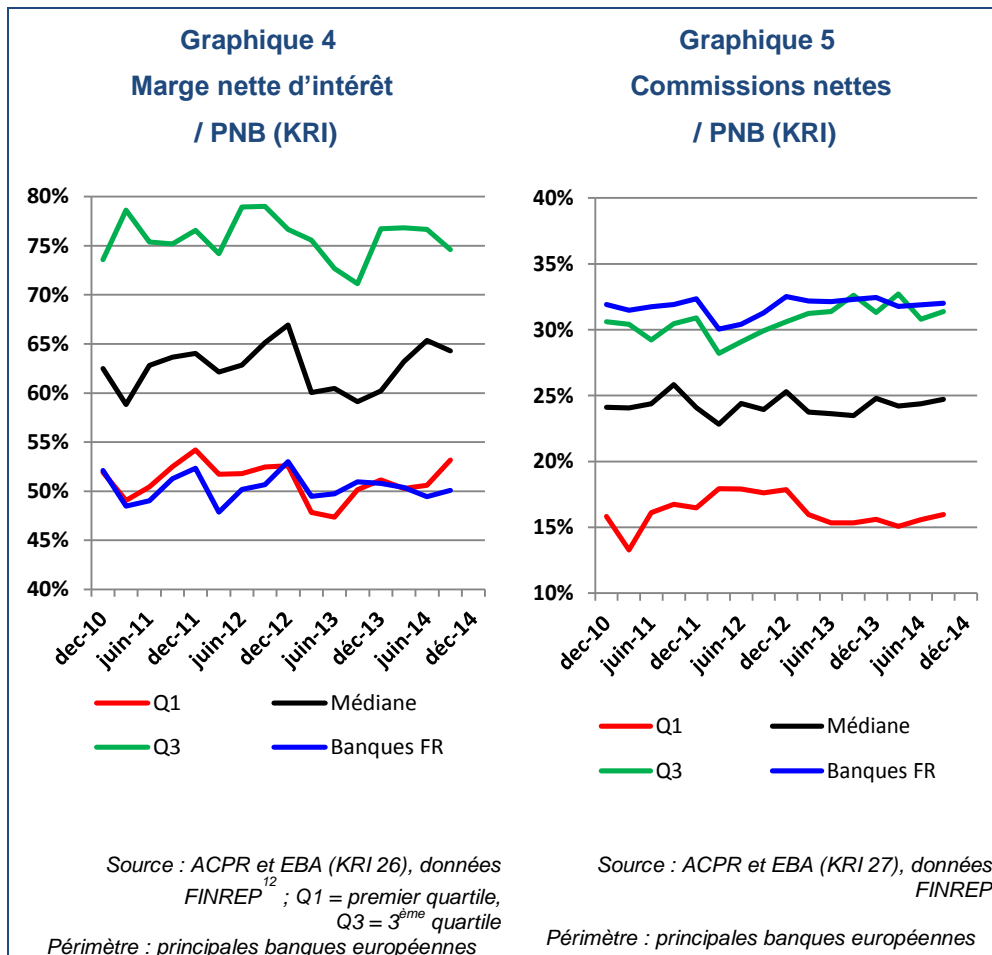 Graphique 4
Marge nette d'intérêt
/ PNB (KRI)
80%
75%
70%
65%
60%
55%
50%
45%
40%
dec-10
juin-11
dec-11
juin-12
dec-12
juin-13
déc-13
juin-14
déc-14
Q1
Médiane
Q3
Banques FR
Source : ACPR et EBA (KRI 26), données
FINREP12 ; Q1 = premier quartile,
Q3 = 3ème quartile
Périmètre : principales banques européennes
Graphique 5
Commissions nettes
/ PNB (KRI)
40%
35%
30%
25%
20%
15%
10%
dec-10
juin-11
dec-11
juin-12
dec-12
juin-13
déc-13
juin-14
déc-14
Q1
Médiane
Q3
Banques FR
Source : ACPR et EBA (KRI 27), données
FINREP
Périmètre : principales banques européennes